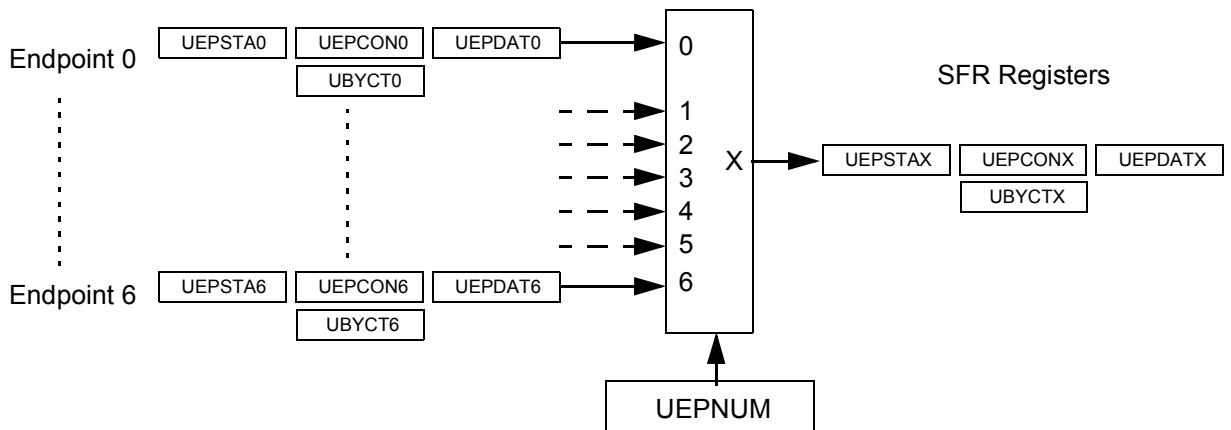 Endpoint 0
UEPSTA0 UEPCON0 UEPDAT0
UBYCT0
0
1
2
3
4
5
6
X
SFR Registers
UEPSTAX UEPCONX UEPDATX
UBYCTX
Endpoint 6
UEPSTA6 UEPCON6 UEPDAT6
UBYCT6
UEPNUM